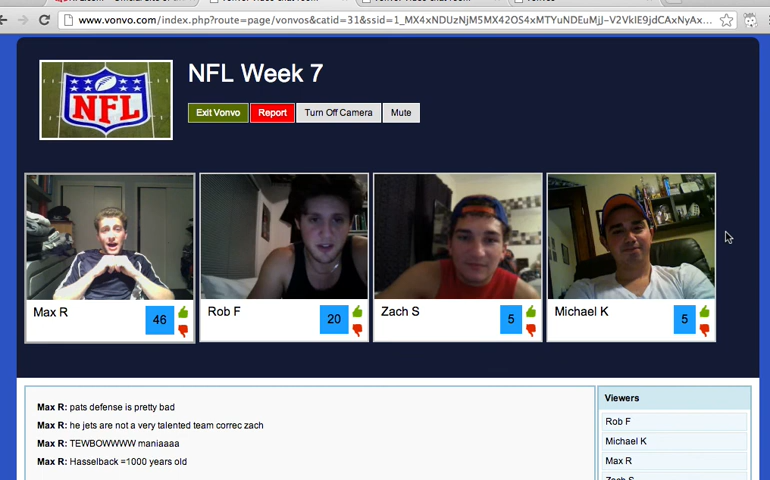 www.vonvo.com/index.php?route=page/vonvos&catid=31&ssid=1_MX4xNDUzNjM5MX42OS4xMTYuNDEuMjJ-V2VkIE9jdCAxNyAx...
NFL
NFL Week 7
Exit Vonvo Report Turn Off Camera Mute
Max R 46
Rob F 20
Zach S 5
Michael K 5
Max R: pats defense is pretty bad
Max R: he jets are not a very talented team correc zach
Max R: TEWBOWWWW maniaaaa
Max R: Hasselback =1000 years old
Viewers
Rob F
Michael K
Max R
Zach S